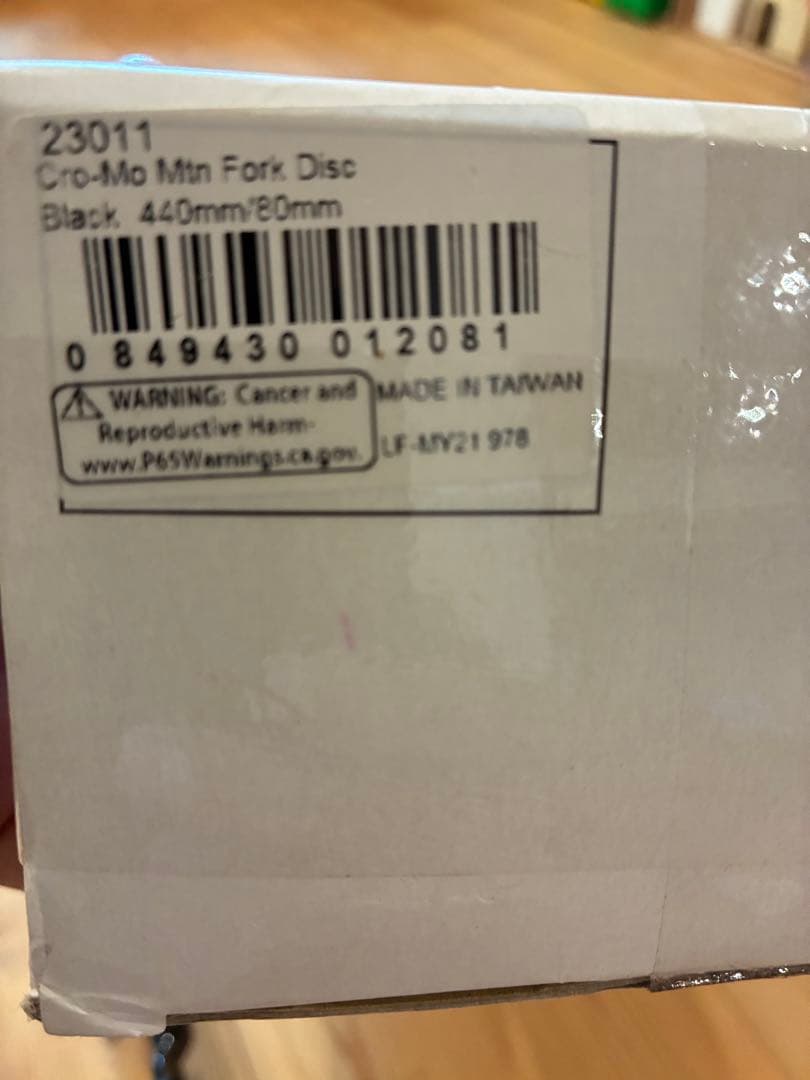 23011
Cro-Mo Mtn Fork Disc
Black 440mm/80mm
0 849430 012081
WARNING: Cancer and
Reproductive Harm-
www.P65Warnings.ca.gov.
MADE IN TAIWAN
LF-MY21 978